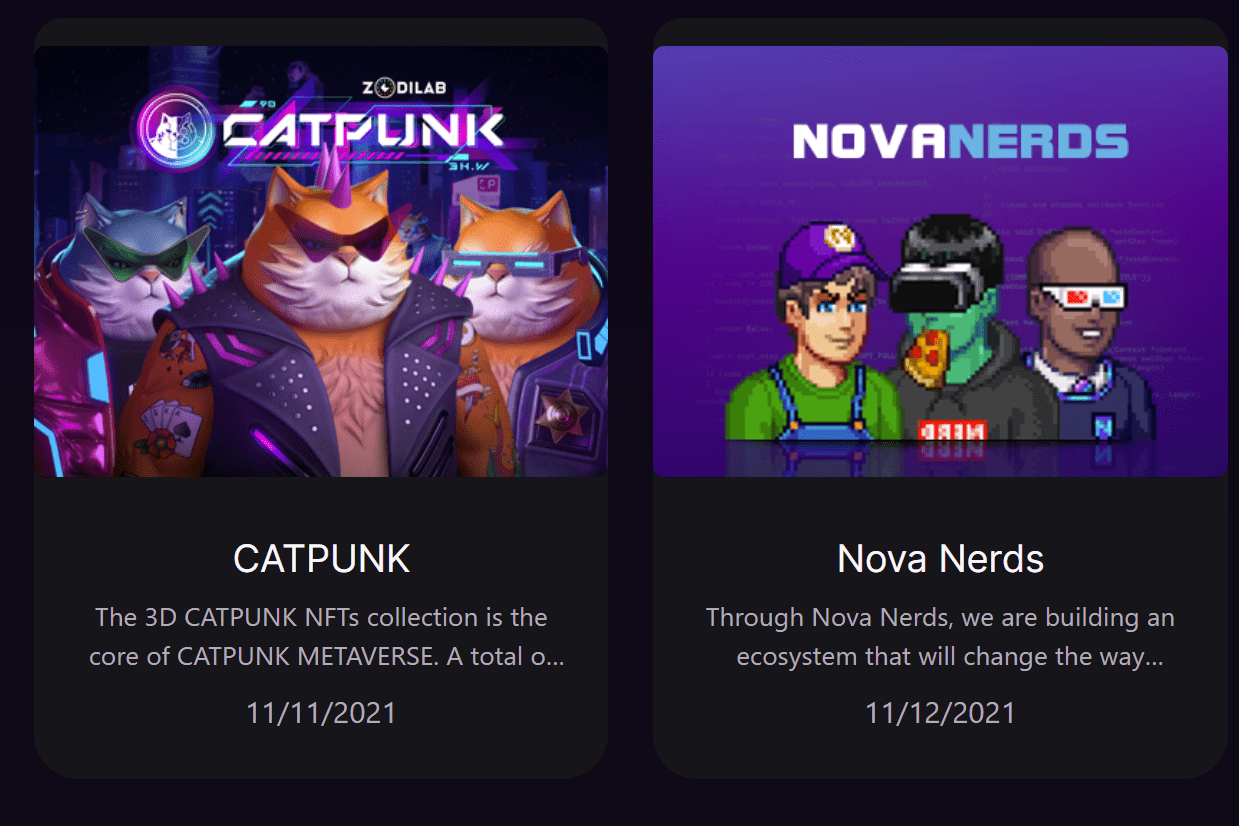 ZODILAB
CATPUNK
C.P
NOVANERDS
N
CATPUNK
The 3D CATPUNK NFTs collection is the
core of CATPUNK METAVERSE. A total o...
11/11/2021
Nova Nerds
Through Nova Nerds, we are building an
ecosystem that will change the way...
11/12/2021